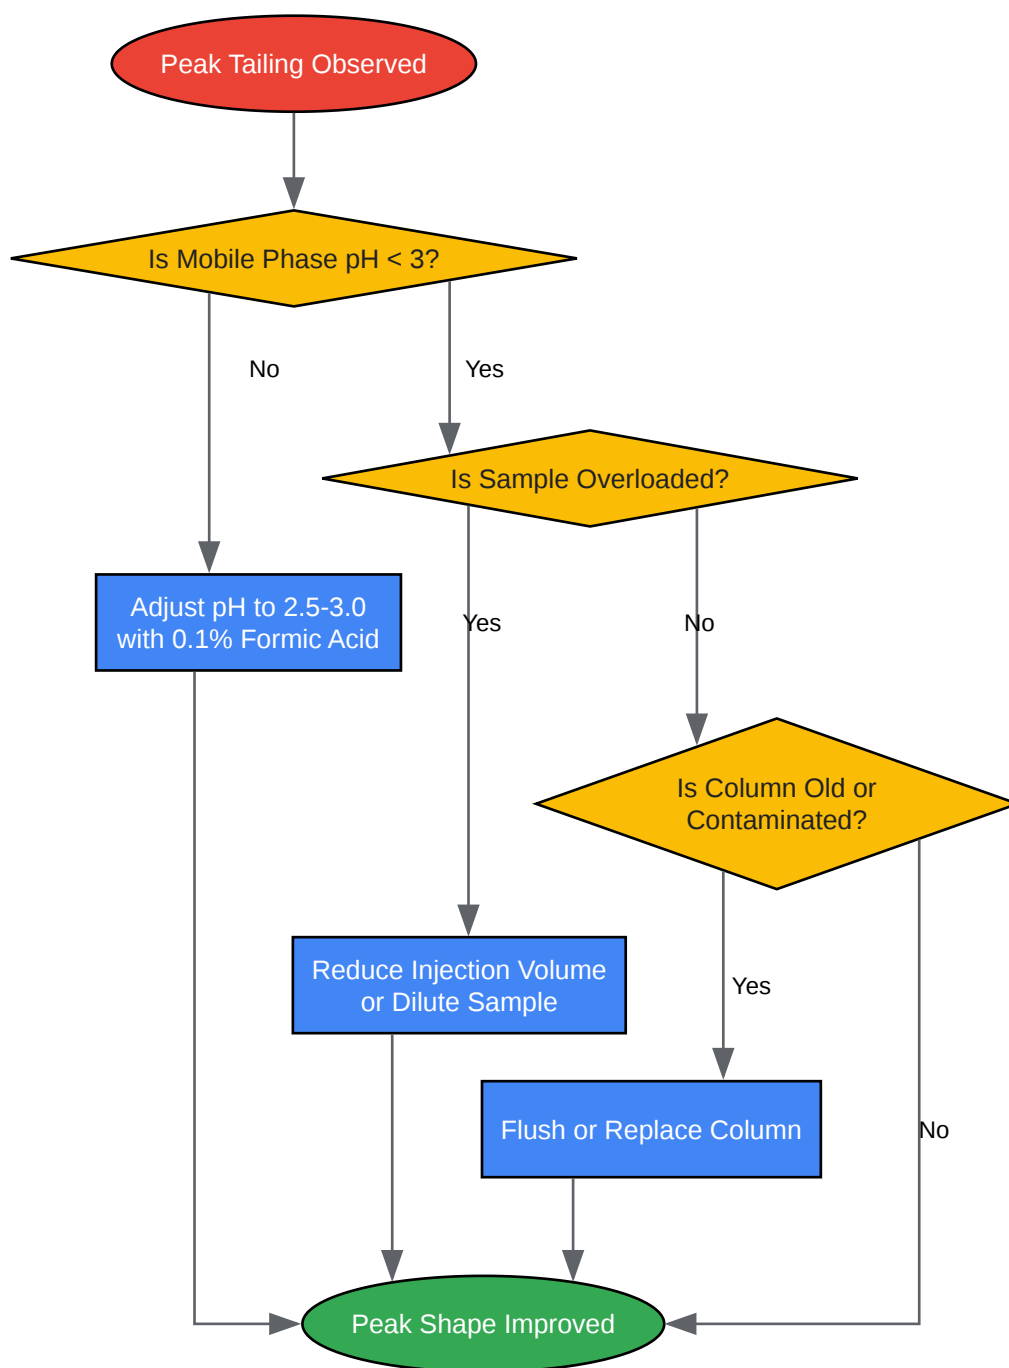 Peak Tailing Observed
Is Mobile Phase pH < 3?
No
Yes
Is Sample Overloaded?
Adjust pH to 2.5-3.0
with 0.1% Formic Acid
Yes
No
Is Column Old or
Contaminated?
Reduce Injection Volume
or Dilute Sample
Yes
Flush or Replace Column
No
Peak Shape Improved